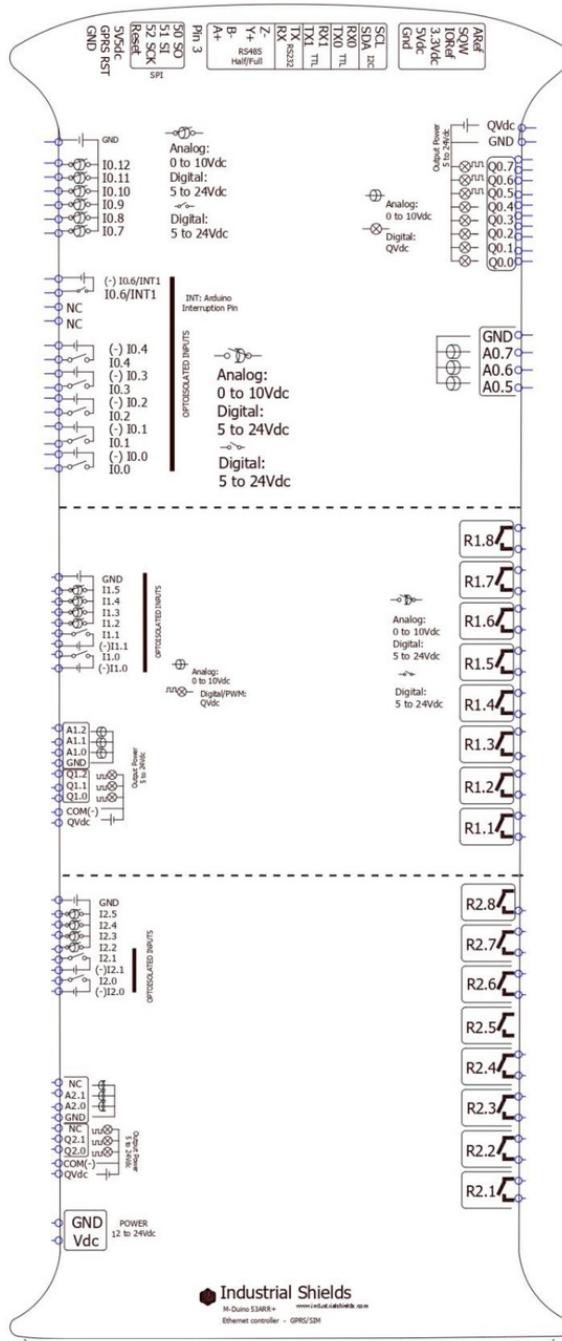 GND
GPRS RST
5V5dc
Reset
52 SCK
51 SI
50 SO
SPI
Pin 3
A+
B-
Y+
Z-
RS485
Half/Full
RX
TX
RS232
TX1
RX1
TTL
TX0
RX0
TTL
SDA
SCL
I2C
Gnd
5Vdc
3.3Vdc
IORef
SQW
ARef
GND
I0.12
I0.11
I0.10
I0.9
I0.8
I0.7
Analog:
0 to 10Vdc
Digital:
5 to 24Vdc
Digital:
5 to 24Vdc
Analog:
0 to 10Vdc
Digital:
QVdc
Output Power
5 to 24Vdc
QVdc
GND
Q0.7
Q0.6
Q0.5
Q0.4
Q0.3
Q0.2
Q0.1
Q0.0
(-) I0.6/INT1
I0.6/INT1
NC
NC
(-) I0.4
I0.4
(-) I0.3
I0.3
(-) I0.2
I0.2
(-) I0.1
I0.1
(-) I0.0
I0.0
OPTOISOLATED INPUTS
INT: Arduino
Interruption Pin
Analog:
0 to 10Vdc
Digital:
5 to 24Vdc
Digital:
5 to 24Vdc
GND
A0.7
A0.6
A0.5
GND
I1.5
I1.4
I1.3
I1.2
I1.1
(-)I1.1
I1.0
(-)I1.0
OPTOISOLATED INPUTS
Analog:
0 to 10Vdc
Digital/PWM:
QVdc
Analog:
0 to 10Vdc
Digital:
5 to 24Vdc
Digital:
5 to 24Vdc
R1.8
R1.7
R1.6
R1.5
R1.4
R1.3
R1.2
R1.1
A1.2
A1.1
A1.0
GND
Q1.2
Q1.1
Q1.0
COM(-)
QVdc
Output Power
5 to 24Vdc
GND
I2.5
I2.4
I2.3
I2.2
I2.1
(-)I2.1
I2.0
(-)I2.0
OPTOISOLATED INPUTS
R2.8
R2.7
R2.6
R2.5
R2.4
R2.3
R2.2
R2.1
NC
A2.1
A2.0
GND
NC
Q2.1
Q2.0
COM(-)
QVdc
Output Power
5 to 24Vdc
GND
Vdc
POWER
12 to 24Vdc
Industrial Shields
M-Duino 53ARR+
www.industrialshields.com
Ethernet controller - GPRS/SIM